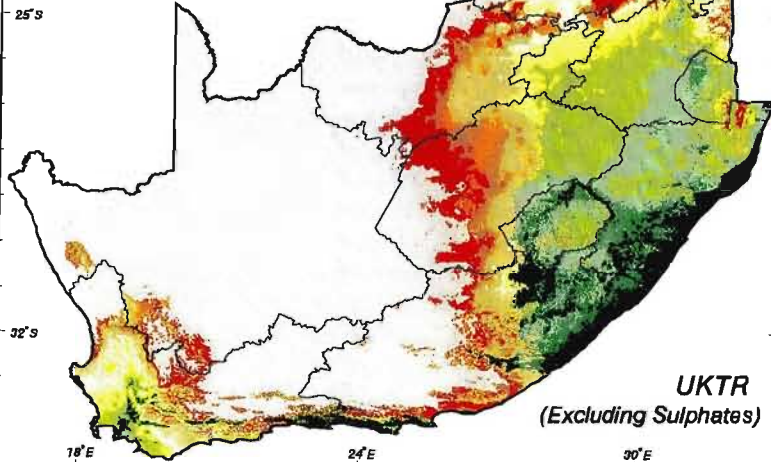 25°S
32°S
UKTR
(Excluding Sulphates)
18°E
24°E
30°E